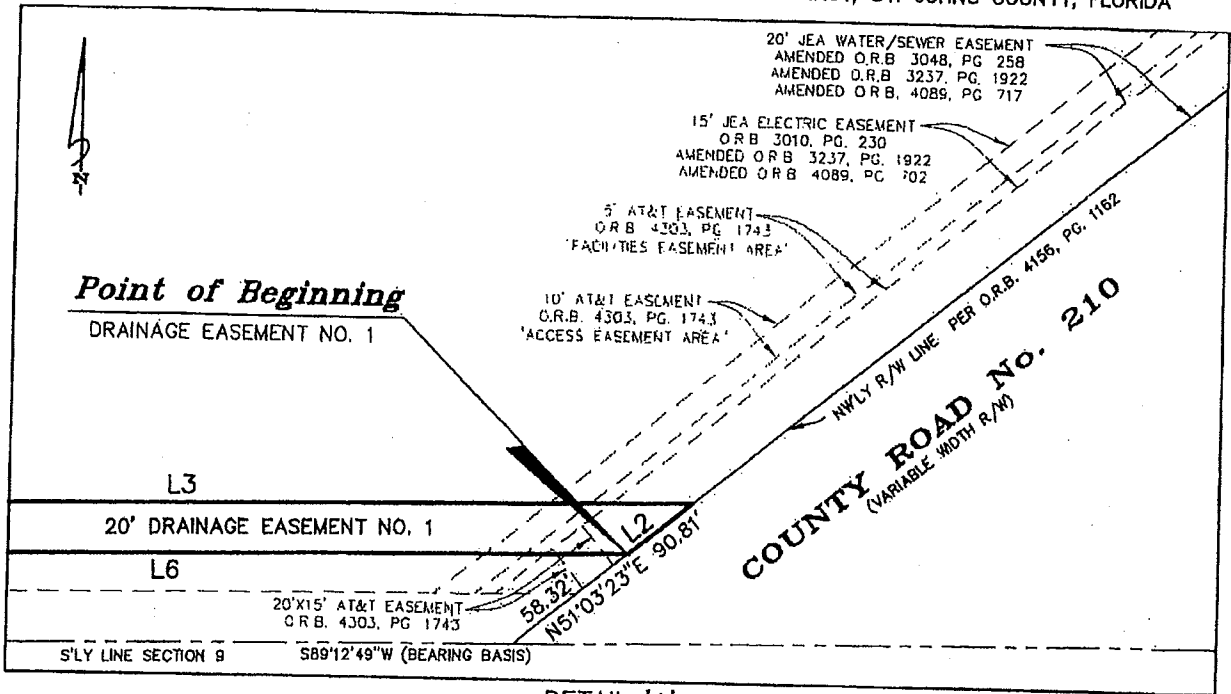 ST. JOHNS COUNTY, FLORIDA
20' JEA WATER/SEWER EASEMENT
AMENDED O.R.B 3048, PG 258
AMENDED O.R.B 3237, PG. 1922
AMENDED O R B. 4089, PG 717
15' JEA ELECTRIC EASEMENT
O R B 3010, PG. 230
AMENDED O R B 3237, PG. 1922
AMENDED O R B 4089, PG 702
5' AT&T EASEMENT
O R B 4303, PG 1743
'FACILITIES EASEMENT AREA'
10' AT&T EASEMENT
O.R.B. 4303, PG. 1743
'ACCESS EASEMENT AREA'
N
Point of Beginning
DRAINAGE EASEMENT NO. 1
NW'LY R/W LINE PER O.R.B. 4156, PG. 1162
COUNTY ROAD No. 210
(VARIABLE WIDTH R/W)
L3
20' DRAINAGE EASEMENT NO. 1
L2
L6
58.32'
N51°03'23"E 90.81'
20'X15' AT&T EASEMENT
O R B. 4303, PG 1743
S'LY LINE SECTION 9 S89°12'49"W (BEARING BASIS)